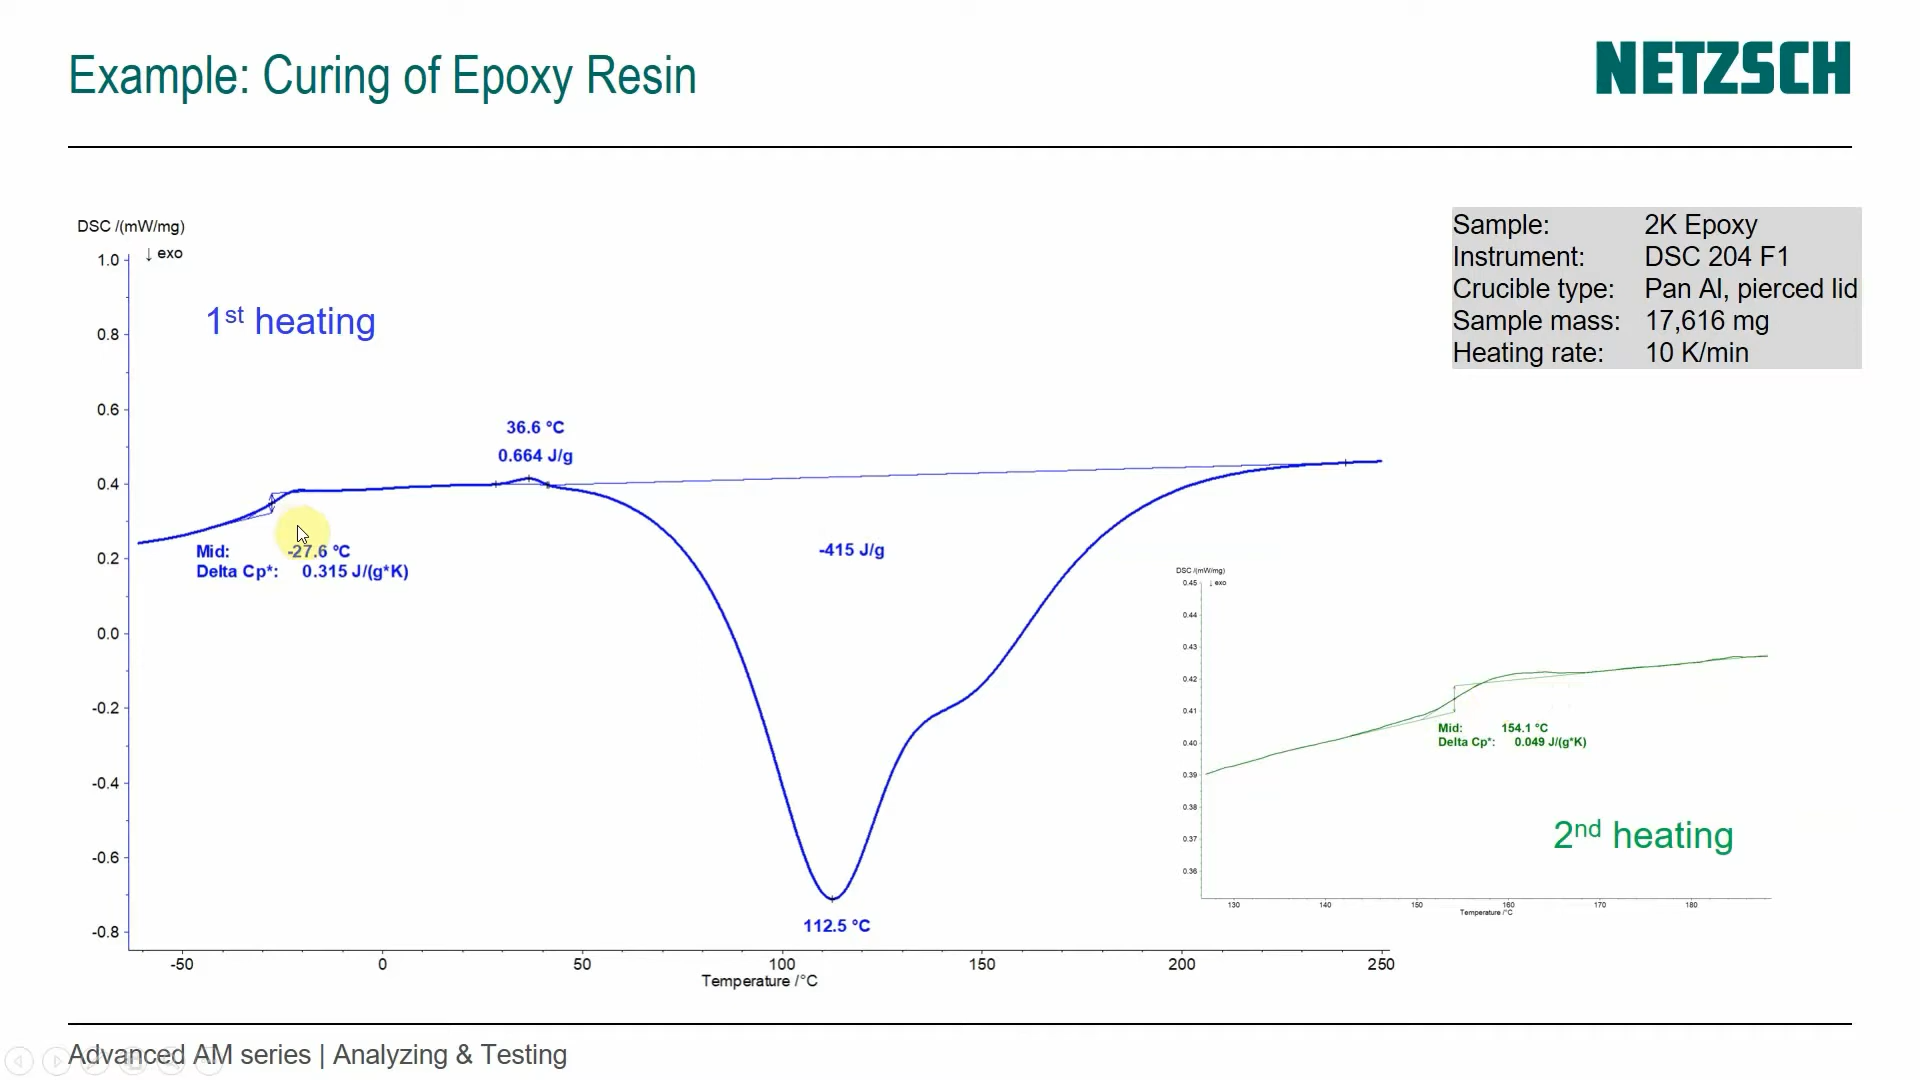 Example: Curing of Epoxy Resin
NETZSCH
DSC /(mW/mg)
↓ exo
1st heating
1.0
0.8
0.6
0.4
0.2
0.0
-0.2
-0.4
-0.6
-0.8
-50 0 50 100 150 200 250
Temperature /°C
36.6 °C
0.664 J/g
Mid: -27.6 °C
Delta Cp*: 0.315 J/(g*K)
-415 J/g
112.5 °C
Sample: 2K Epoxy
Instrument: DSC 204 F1
Crucible type: Pan Al, pierced lid
Sample mass: 17,616 mg
Heating rate: 10 K/min
DSC /(mW/mg)
↓ exo
0.45
0.44
0.43
0.42
0.41
0.40
0.39
0.38
0.37
0.36
Mid: 154.1 °C
Delta Cp*: 0.049 J/(g*K)
2nd heating
130 140 150 160 170 180
Temperature /°C
Advanced AM series | Analyzing & Testing